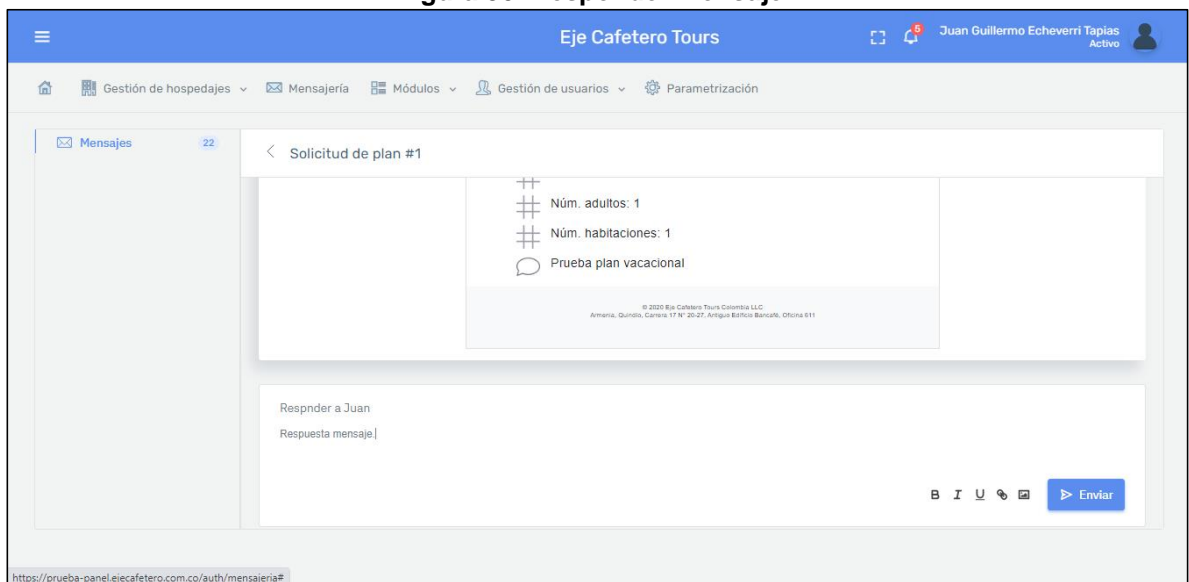 Eje Cafetero Tours
5
Juan Guillermo Echeverri Tapias
Activo
Gestión de hospedajes
Mensajería
Módulos
Gestión de usuarios
Parametrización
Mensajes 22
Solicitud de plan #1
Núm. adultos: 1
Núm. habitaciones: 1
Prueba plan vacacional
© 2020 Eje Cafetero Tours Colombia LLC
Armenia, Quindío, Carrera 17 N° 20-27, Antiguo Edificio Bancafé, Oficina 611
Respnder a Juan
Respuesta mensaje.
B I U
Enviar
https://prueba-panel.ejecafetero.com.co/auth/mensajeria#